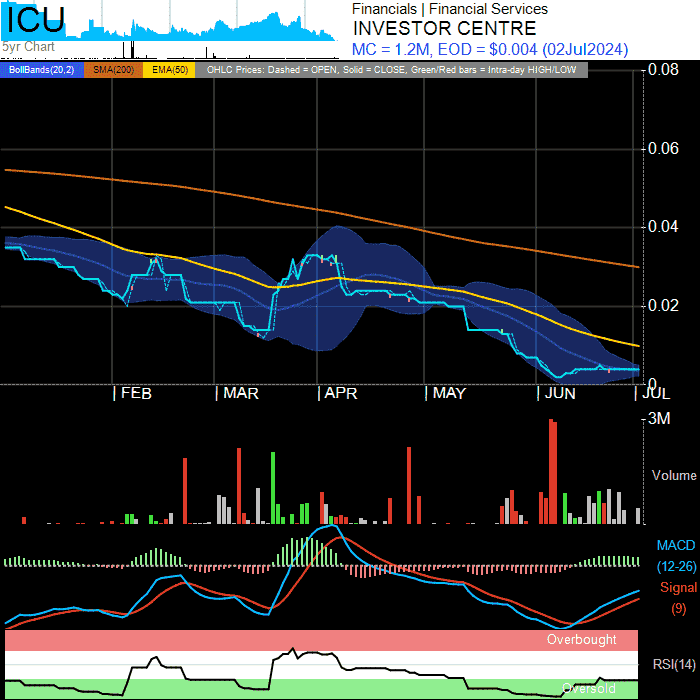 ICU
5yr Chart
Financials | Financial Services
INVESTOR CENTRE
MC = 1.2M, EOD = $0.004 (02Jul2024)
BollBands(20,2) SMA(200) EMA(50) OHLC Prices: Dashed = OPEN, Solid = CLOSE, Green/Red bars = Intra-day HIGH/LOW
0.08
0.06
0.04
0.02
0
FEB MAR APR MAY JUN JUL
3M
Volume
MACD
(12-26)
Signal
(9)
Overbought
RSI(14)
Oversold